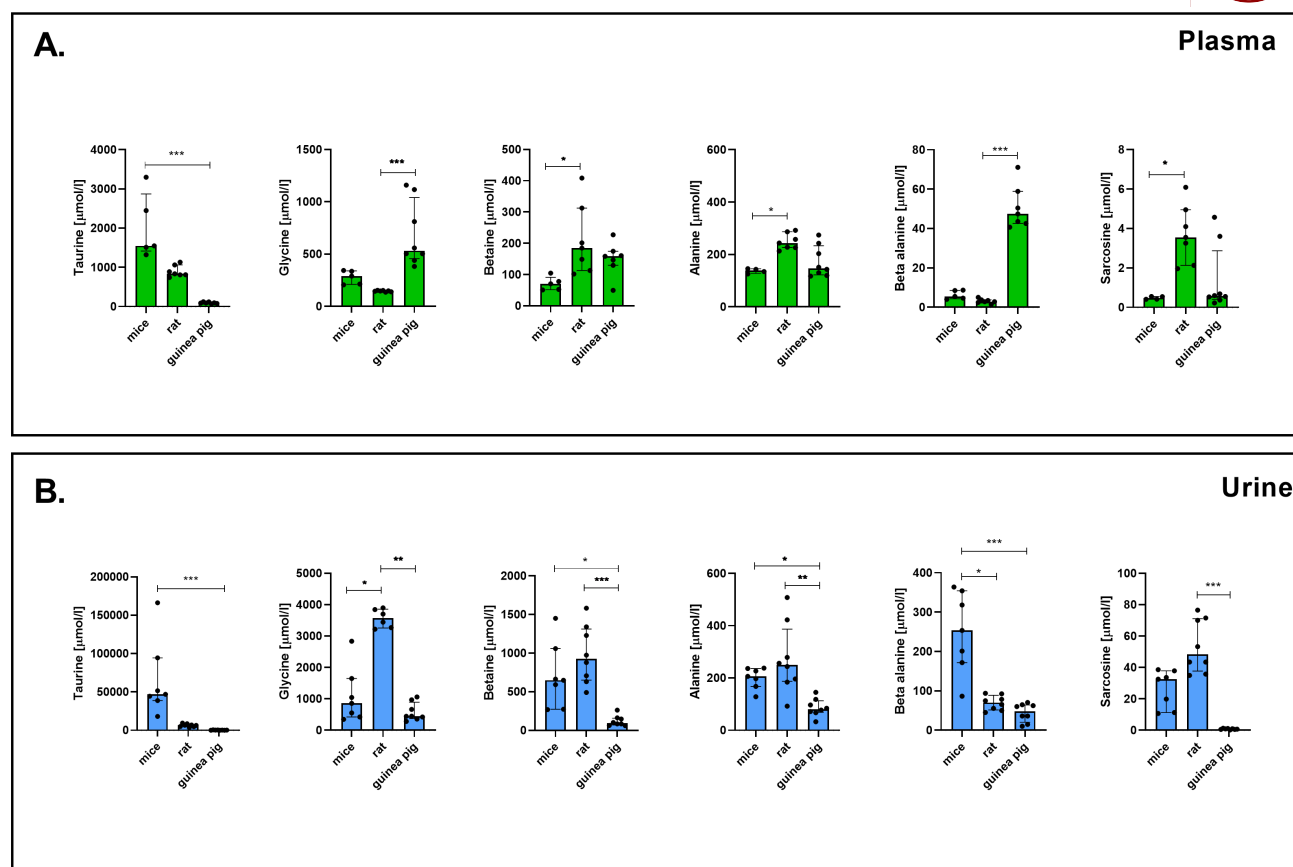 A.
Plasma
Taurine [μmol/l]
4000
3000
2000
1000
0
***
mice
rat
guinea pig
Glycine [μmol/l]
1500
1000
500
0
***
mice
rat
guinea pig
Betaine [μmol/l]
500
400
300
200
100
0
*
mice
rat
guinea pig
Alanine [μmol/l]
600
400
200
0
*
mice
rat
guinea pig
Beta alanine [μmol/l]
80
60
40
20
0
***
mice
rat
guinea pig
Sarcosine [μmol/l]
8
6
4
2
0
*
mice
rat
guinea pig
B.
Urine
Taurine [μmol/l]
200000
150000
100000
50000
0
***
mice
rat
guinea pig
Glycine [μmol/l]
5000
4000
3000
2000
1000
0
*
**
mice
rat
guinea pig
Betaine [μmol/l]
2000
1500
1000
500
0
*
***
mice
rat
guinea pig
Alanine [μmol/l]
600
400
200
0
*
**
mice
rat
guinea pig
Beta alanine [μmol/l]
400
300
200
100
0
***
*
mice
rat
guinea pig
Sarcosine [μmol/l]
100
80
60
40
20
0
***
mice
rat
guinea pig